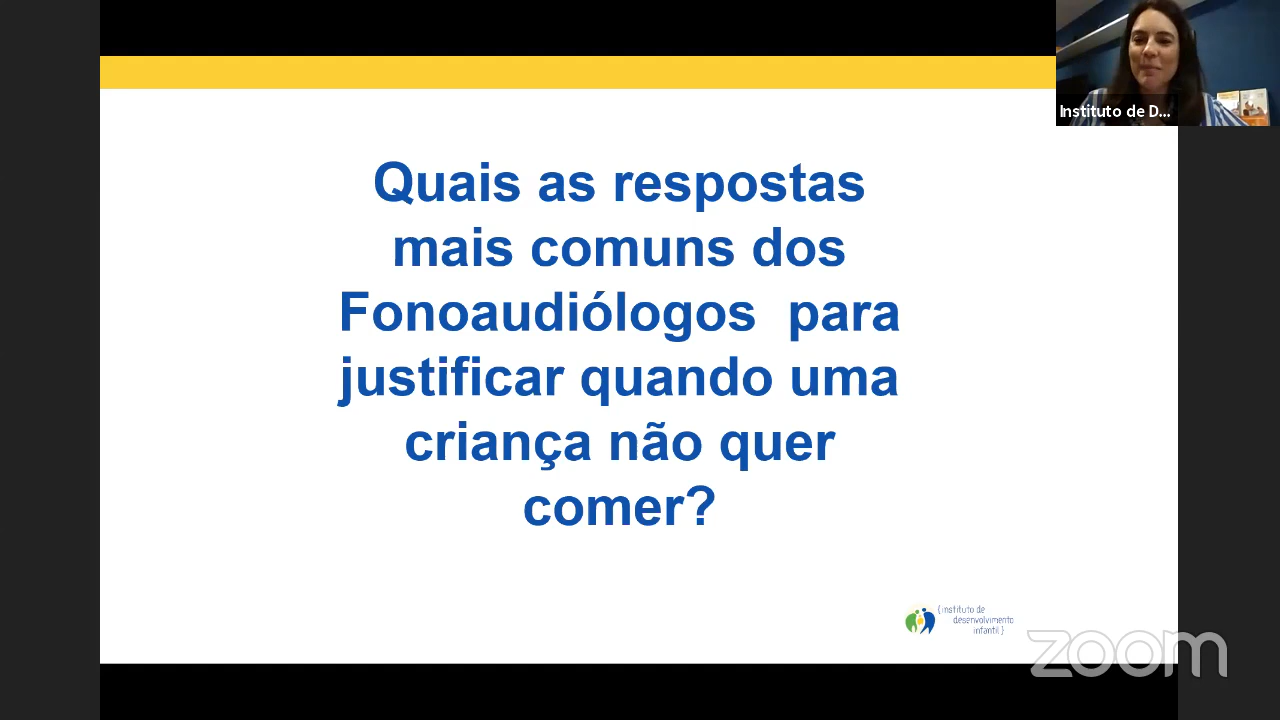 Instituto de D...
Quais as respostas
mais comuns dos
Fonoaudiólogos para
justificar quando uma
criança não quer
comer?
{instituto de
desenvolvimento
infantil}
zoom